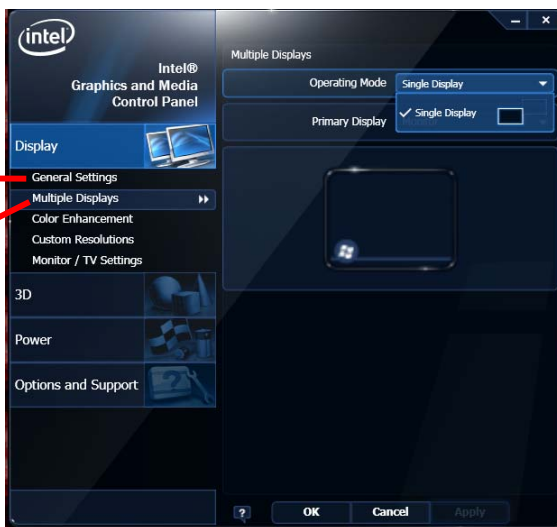 intel
Intel®
Graphics and Media
Control Panel
Display
General Settings
Multiple Displays
Color Enhancement
Custom Resolutions
Monitor / TV Settings
3D
Power
Options and Support
Multiple Displays
Operating Mode Single Display
Single Display
Primary Display
?
OK Cancel Apply